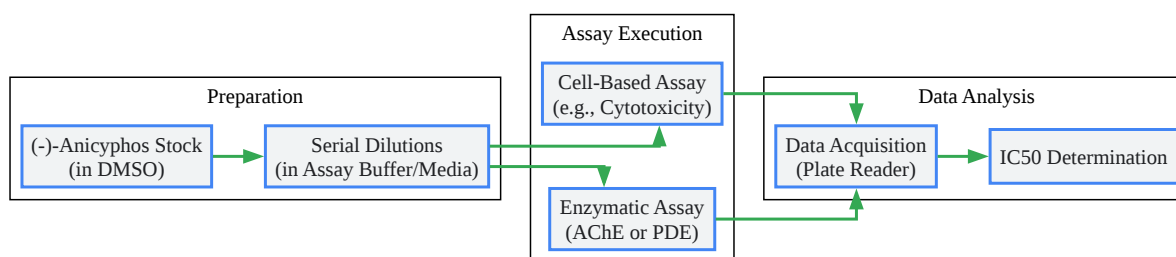 Preparation
(-)-Anicyphos Stock
(in DMSO)
Serial Dilutions
(in Assay Buffer/Media)
Assay Execution
Cell-Based Assay
(e.g., Cytotoxicity)
Enzymatic Assay
(AChE or PDE)
Data Analysis
Data Acquisition
(Plate Reader)
IC50 Determination